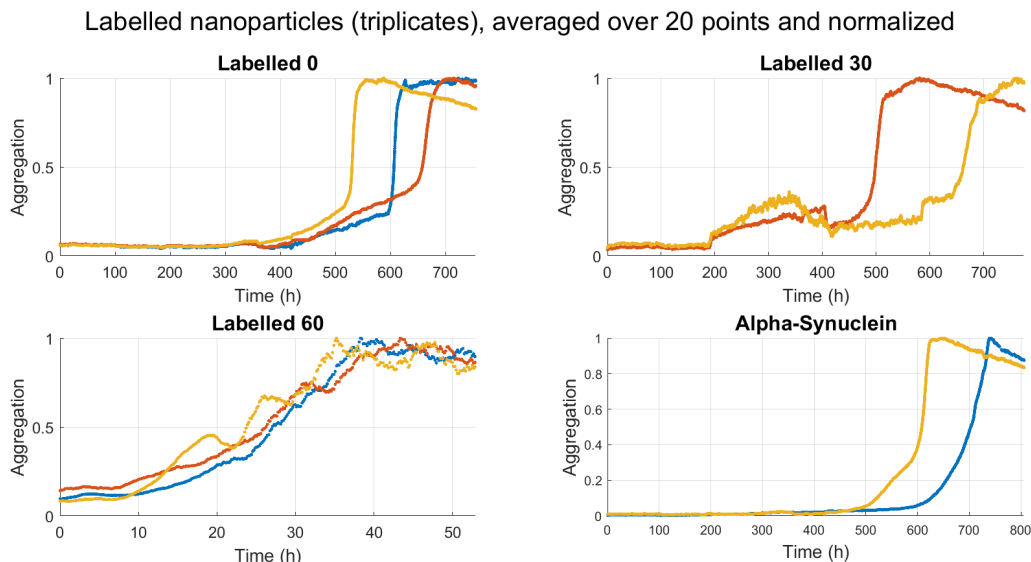 Labelled nanoparticles (triplicates), averaged over 20 points and normalized
Labelled 0
1
0.5
0
Aggregation
0 100 200 300 400 500 600 700
Time (h)
Labelled 30
1
0.5
0
Aggregation
0 100 200 300 400 500 600 700
Time (h)
Labelled 60
1
0.5
0
Aggregation
0 10 20 30 40 50
Time (h)
Alpha-Synuclein
1
0.8
0.6
0.4
0.2
0
Aggregation
0 100 200 300 400 500 600 700 800
Time (h)